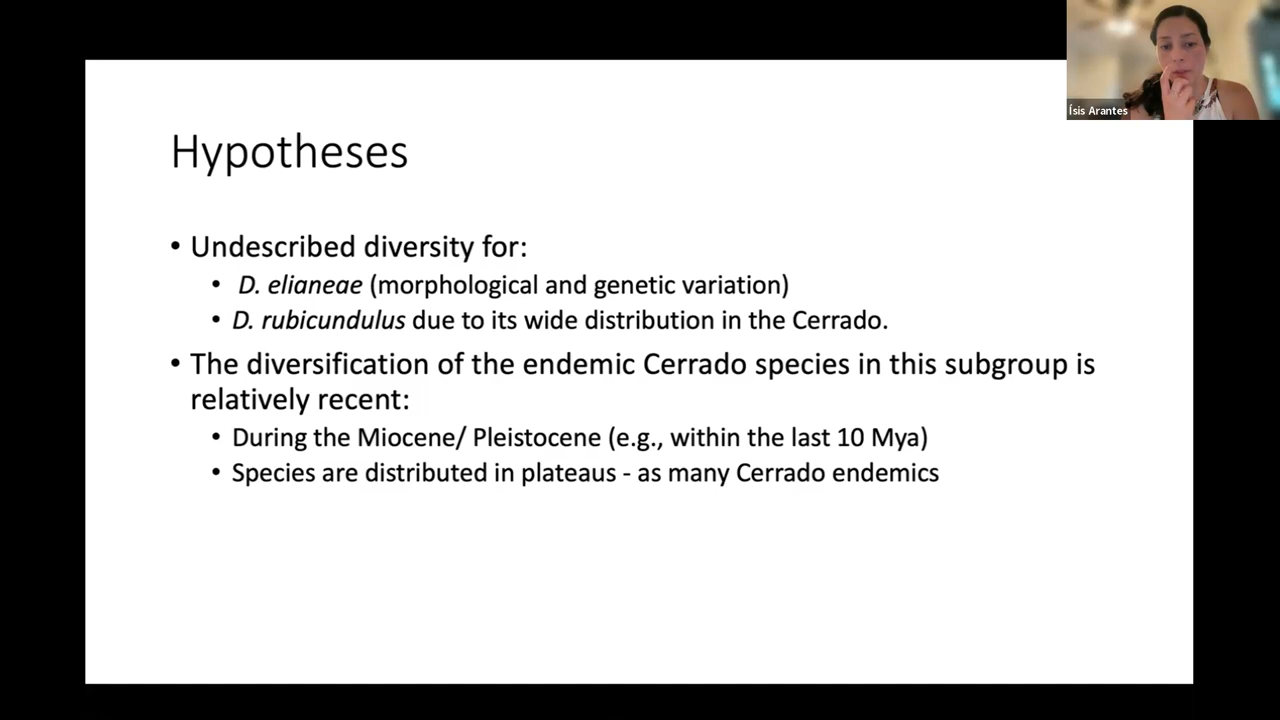 Ísis Arantes
Hypotheses
• Undescribed diversity for:
• D. elianeae (morphological and genetic variation)
• D. rubicundulus due to its wide distribution in the Cerrado.
• The diversification of the endemic Cerrado species in this subgroup is
relatively recent:
• During the Miocene/ Pleistocene (e.g., within the last 10 Mya)
• Species are distributed in plateaus - as many Cerrado endemics